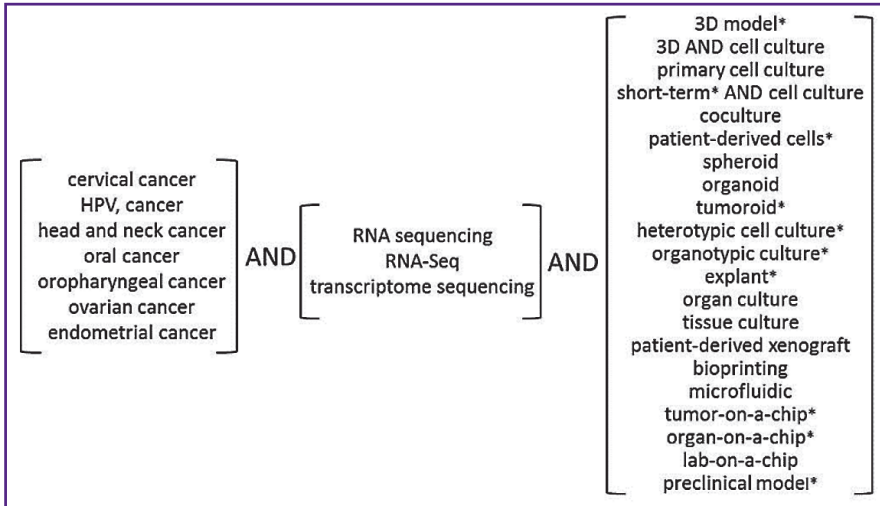 cervical cancer
HPV, cancer
head and neck cancer
oral cancer
oropharyngeal cancer
ovarian cancer
endometrial cancer
AND
RNA sequencing
RNA-Seq
transcriptome sequencing
AND
3D model*
3D AND cell culture
primary cell culture
short-term* AND cell culture
coculture
patient-derived cells*
spheroid
organoid
tumoroid*
heterotypic cell culture*
organotypic culture*
explant*
organ culture
tissue culture
patient-derived xenograft
bioprinting
microfluidic
tumor-on-a-chip*
organ-on-a-chip*
lab-on-a-chip
preclinical model*